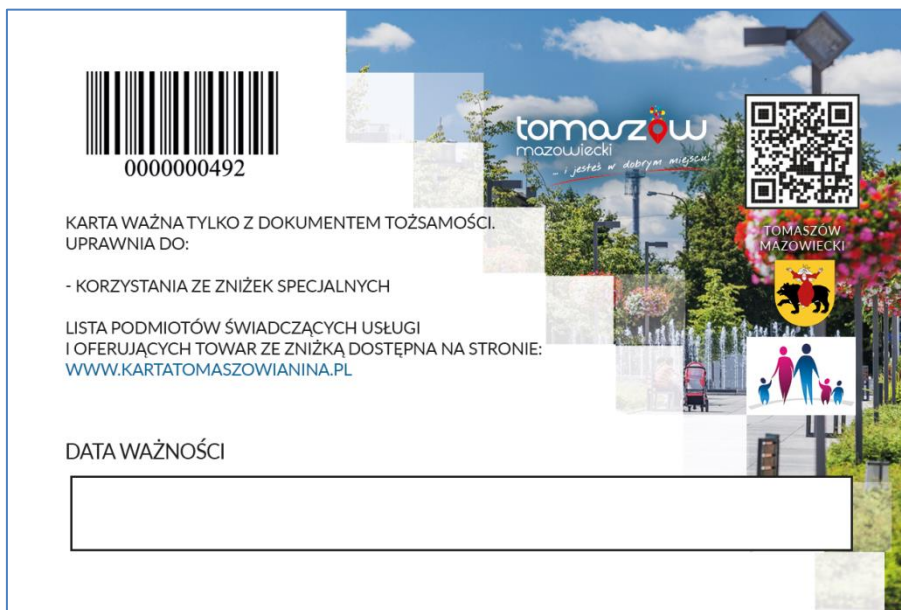 0000000492
tomaszów
mazowiecki
- i jesteś w dobrym miejscu!
KARTA WAŻNA TYLKO Z DOKUMENTEM TOŻSAMOŚCI.
UPRAWNIA DO:
- KORZYSTANIA ZE ZNIŻEK SPECJALNYCH
LISTA PODMIOTÓW ŚWIADCZĄCYCH USŁUGI
I OFERUJĄCYCH TOWAR ZE ZNIŻKĄ DOSTĘPNA NA STRONIE:
WWW.KARTATOMASZOWIANINA.PL
TOMASZÓW
MAZOWIECKI
DATA WAŻNOŚCI